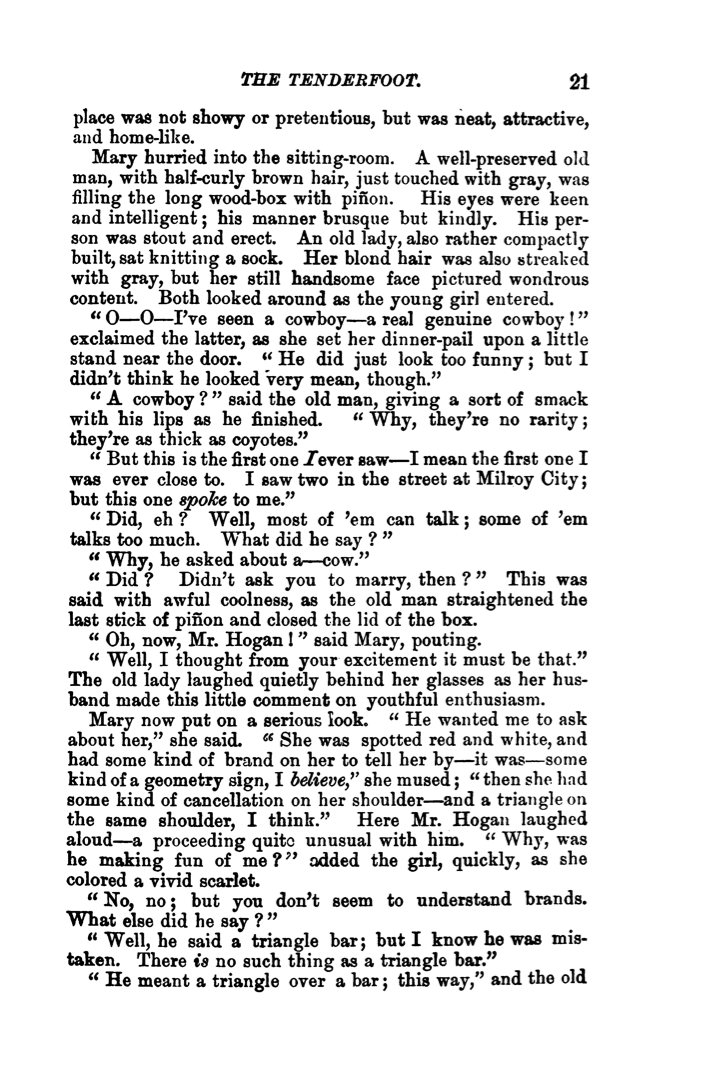 THE TENDERFOOT. 21
place was not showy or pretentious, but was neat, attractive,
and home-like.
Mary hurried into the sitting-room. A well-preserved old
man, with half-curly brown hair, just touched with gray, was
filling the long wood-box with piñon. His eyes were keen
and intelligent; his manner brusque but kindly. His per-
son was stout and erect. An old lady, also rather compactly
built, sat knitting a sock. Her blond hair was also streaked
with gray, but her still handsome face pictured wondrous
content. Both looked around as the young girl entered.
“O—O—I’ve seen a cowboy—a real genuine cowboy!”
exclaimed the latter, as she set her dinner-pail upon a little
stand near the door. “He did just look too funny; but I
didn’t think he looked very mean, though.”
“A cowboy?” said the old man, giving a sort of smack
with his lips as he finished. “Why, they’re no rarity;
they’re as thick as coyotes.”
“But this is the first one I ever saw—I mean the first one I
was ever close to. I saw two in the street at Milroy City;
but this one spoke to me.”
“Did, eh? Well, most of ’em can talk; some of ’em
talks too much. What did he say?”
“Why, he asked about a—cow.”
“Did? Didn’t ask you to marry, then?” This was
said with awful coolness, as the old man straightened the
last stick of piñon and closed the lid of the box.
“Oh, now, Mr. Hogan!” said Mary, pouting.
“Well, I thought from your excitement it must be that.”
The old lady laughed quietly behind her glasses as her hus-
band made this little comment on youthful enthusiasm.
Mary now put on a serious look. “He wanted me to ask
about her,” she said. “She was spotted red and white, and
had some kind of brand on her to tell her by—it was—some
kind of a geometry sign, I believe,” she mused; “then she had
some kind of cancellation on her shoulder—and a triangle on
the same shoulder, I think.” Here Mr. Hogan laughed
aloud—a proceeding quite unusual with him. “Why, was
he making fun of me?” added the girl, quickly, as she
colored a vivid scarlet.
“No, no; but you don’t seem to understand brands.
What else did he say?”
“Well, he said a triangle bar; but I know he was mis-
taken. There is no such thing as a triangle bar.”
“He meant a triangle over a bar; this way,” and the old